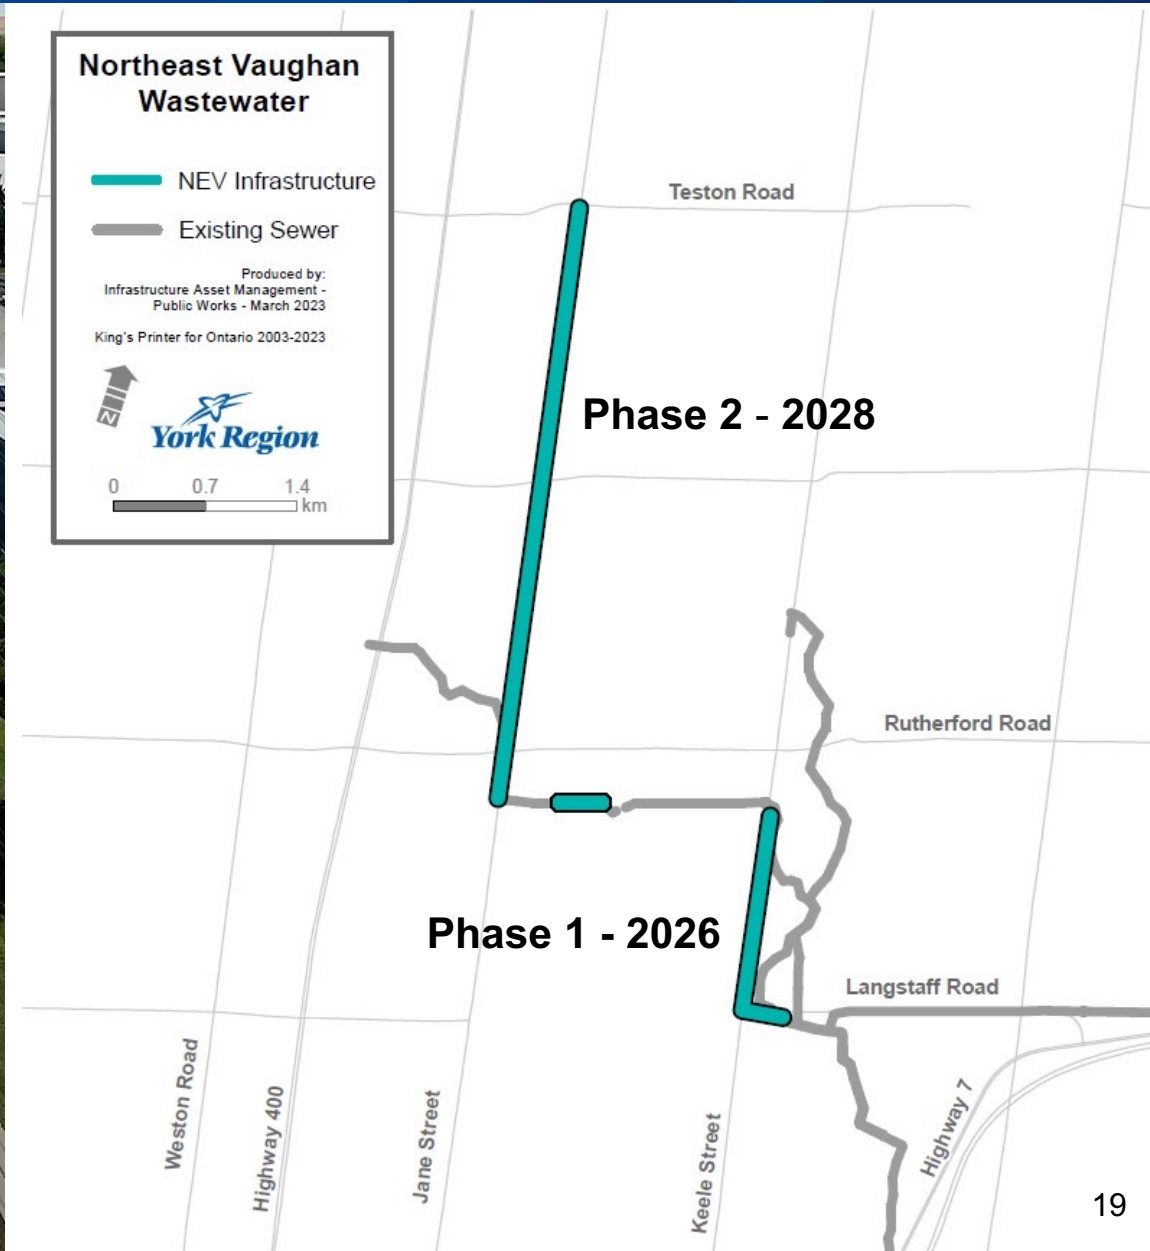 Northeast Vaughan
Wastewater
NEV Infrastructure
Existing Sewer
Produced by:
Infrastructure Asset Management -
Public Works - March 2023
King's Printer for Ontario 2003-2023
N
York Region
0 0.7 1.4
km
Teston Road
Phase 2 - 2028
Rutherford Road
Phase 1 - 2026
Langstaff Road
Weston Road
Highway 400
Jane Street
Keele Street
Highway 7
19